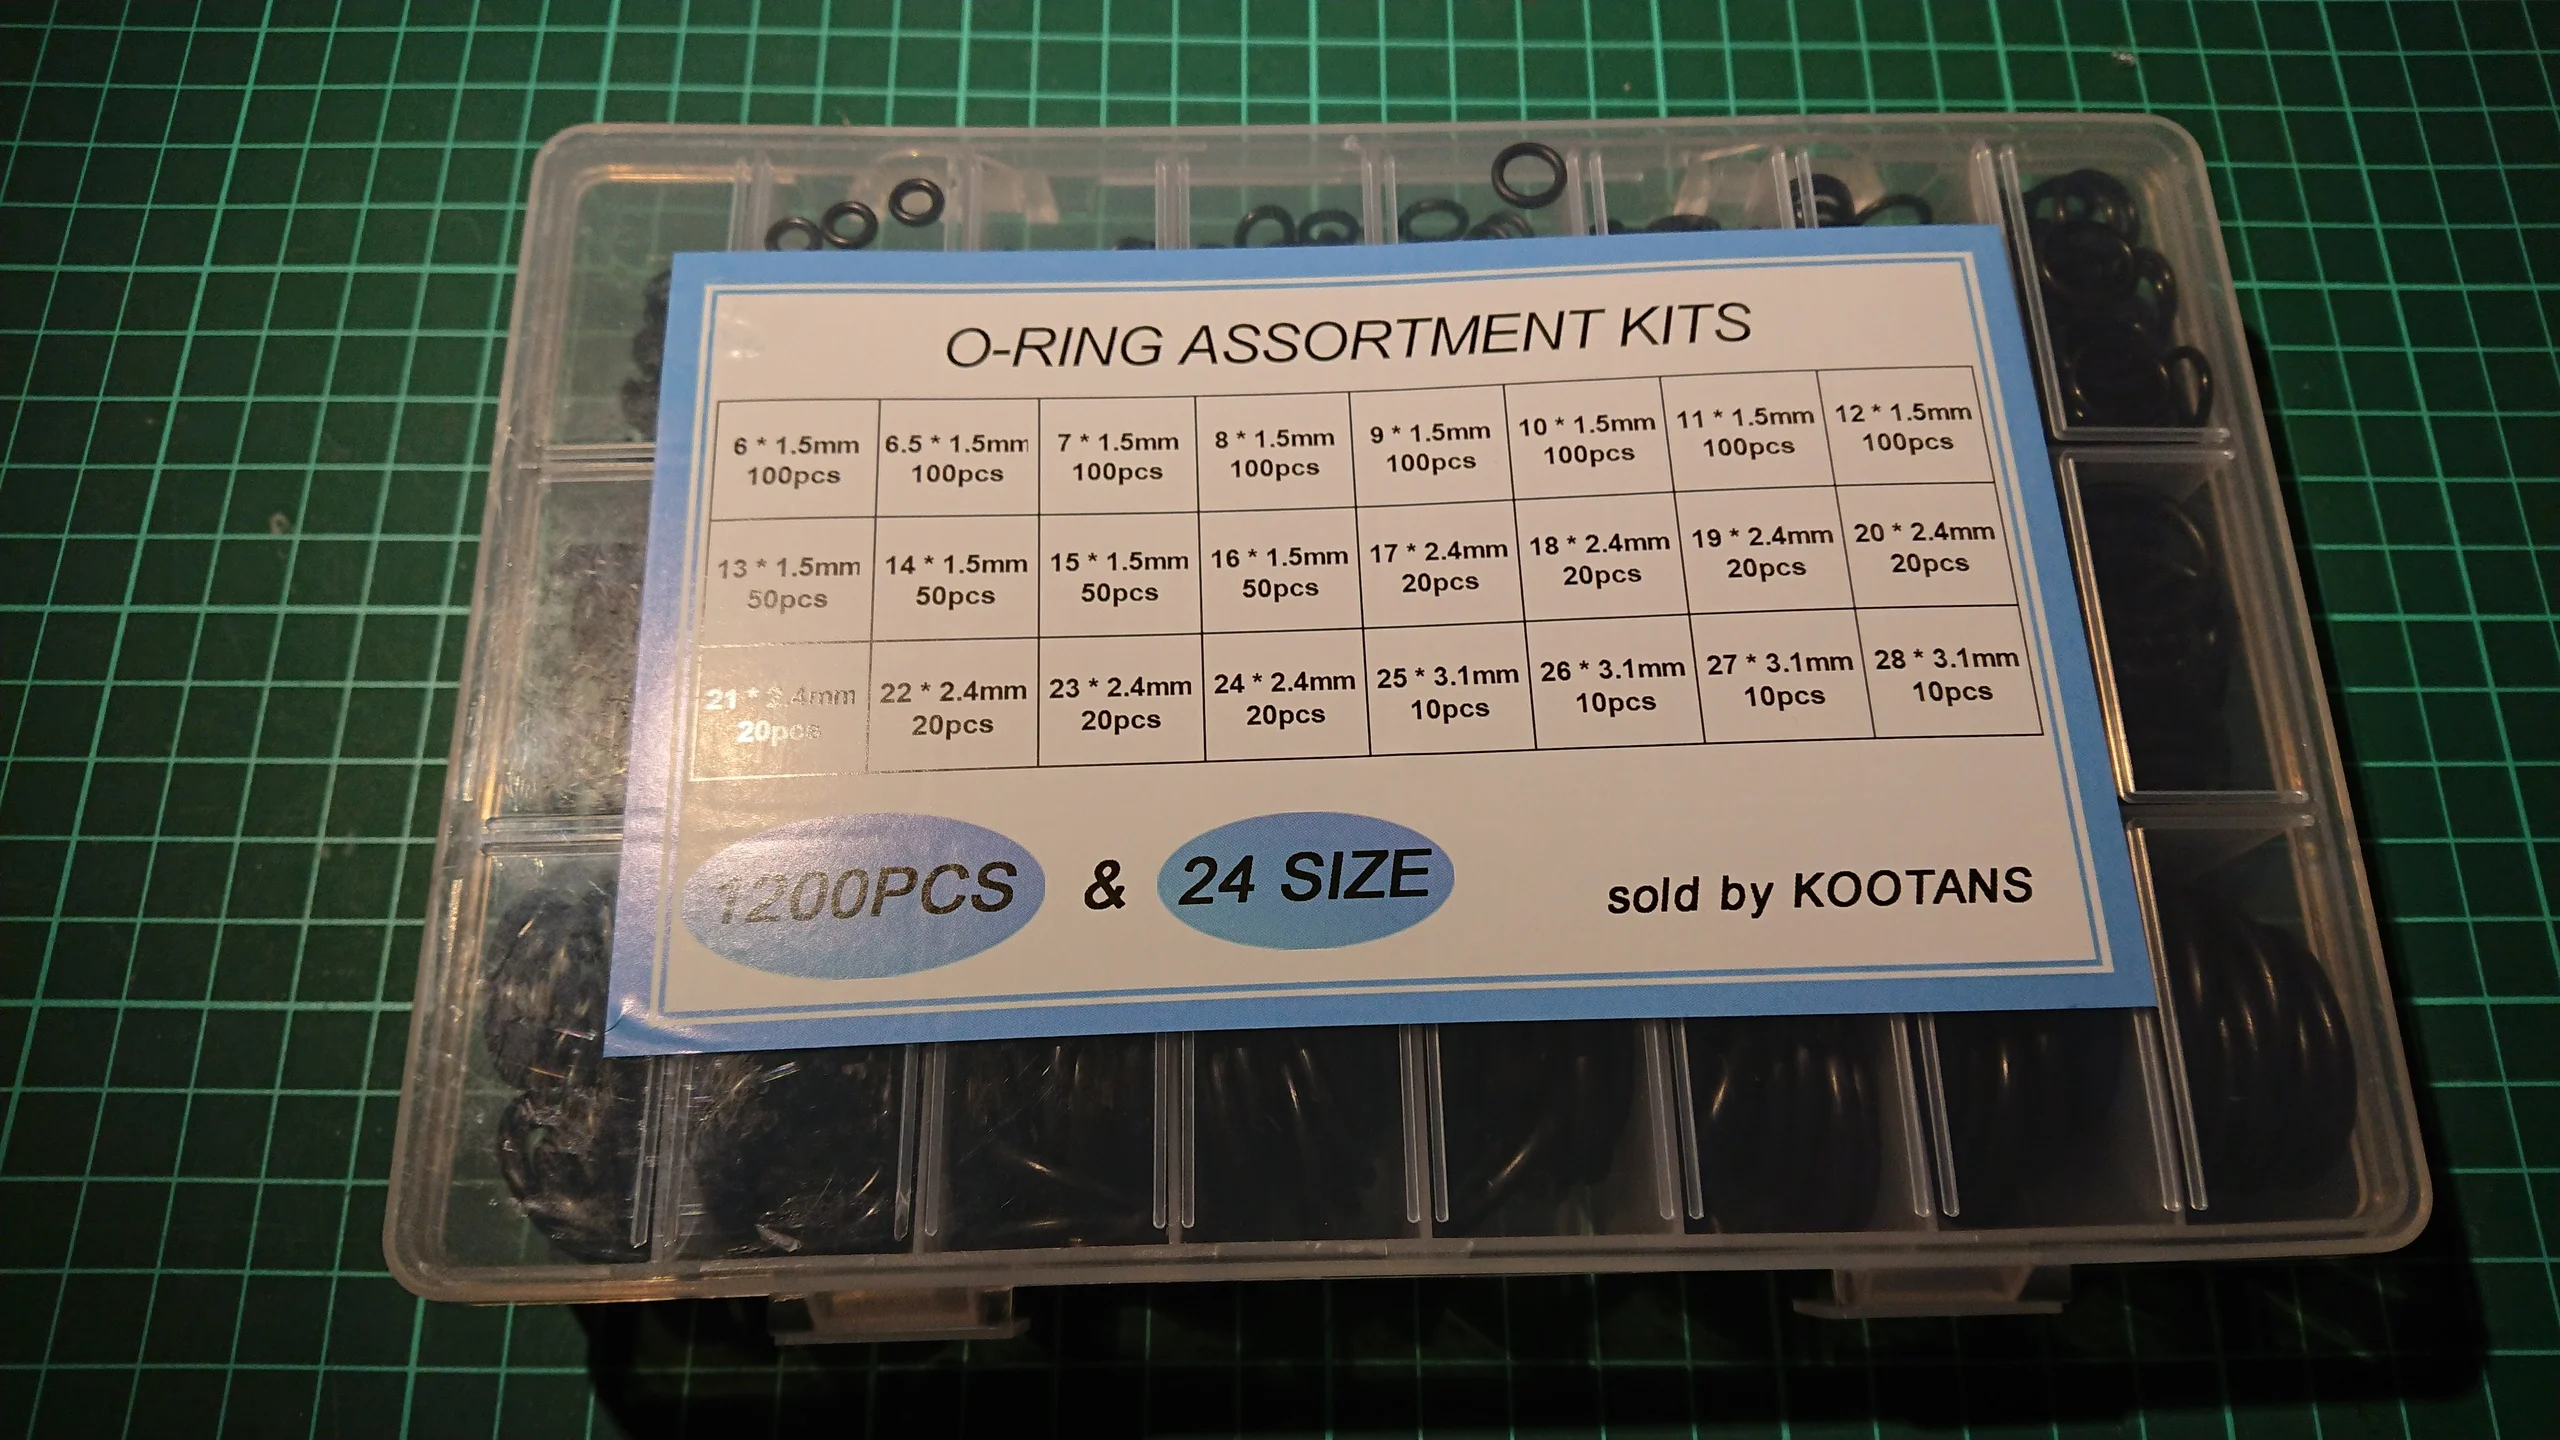 O-RING ASSORTMENT KITS
6 * 1.5mm 6.5 * 1.5mm 7 * 1.5mm 8 * 1.5mm 9 * 1.5mm 10 * 1.5mm 11 * 1.5mm 12 * 1.5mm
100pcs 100pcs 100pcs 100pcs 100pcs 100pcs 100pcs 100pcs
13 * 1.5mm 14 * 1.5mm 15 * 1.5mm 16 * 1.5mm 17 * 2.4mm 18 * 2.4mm 19 * 2.4mm 20 * 2.4mm
50pcs 50pcs 50pcs 50pcs 20pcs 20pcs 20pcs 20pcs
21 * 2.4mm 22 * 2.4mm 23 * 2.4mm 24 * 2.4mm 25 * 3.1mm 26 * 3.1mm 27 * 3.1mm 28 * 3.1mm
20pcs 20pcs 20pcs 20pcs 10pcs 10pcs 10pcs 10pcs
1200PCS & 24 SIZE sold by KOOTANS